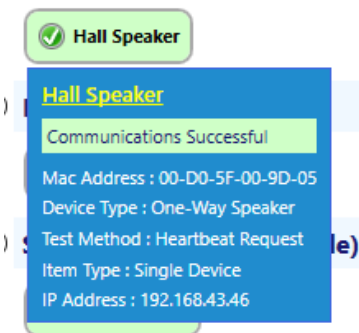 Hall Speaker
Hall Speaker
Communications Successful
Mac Address : 00-D0-5F-00-9D-05
Device Type : One-Way Speaker
Test Method : Heartbeat Request
Item Type : Single Device
IP Address : 192.168.43.46